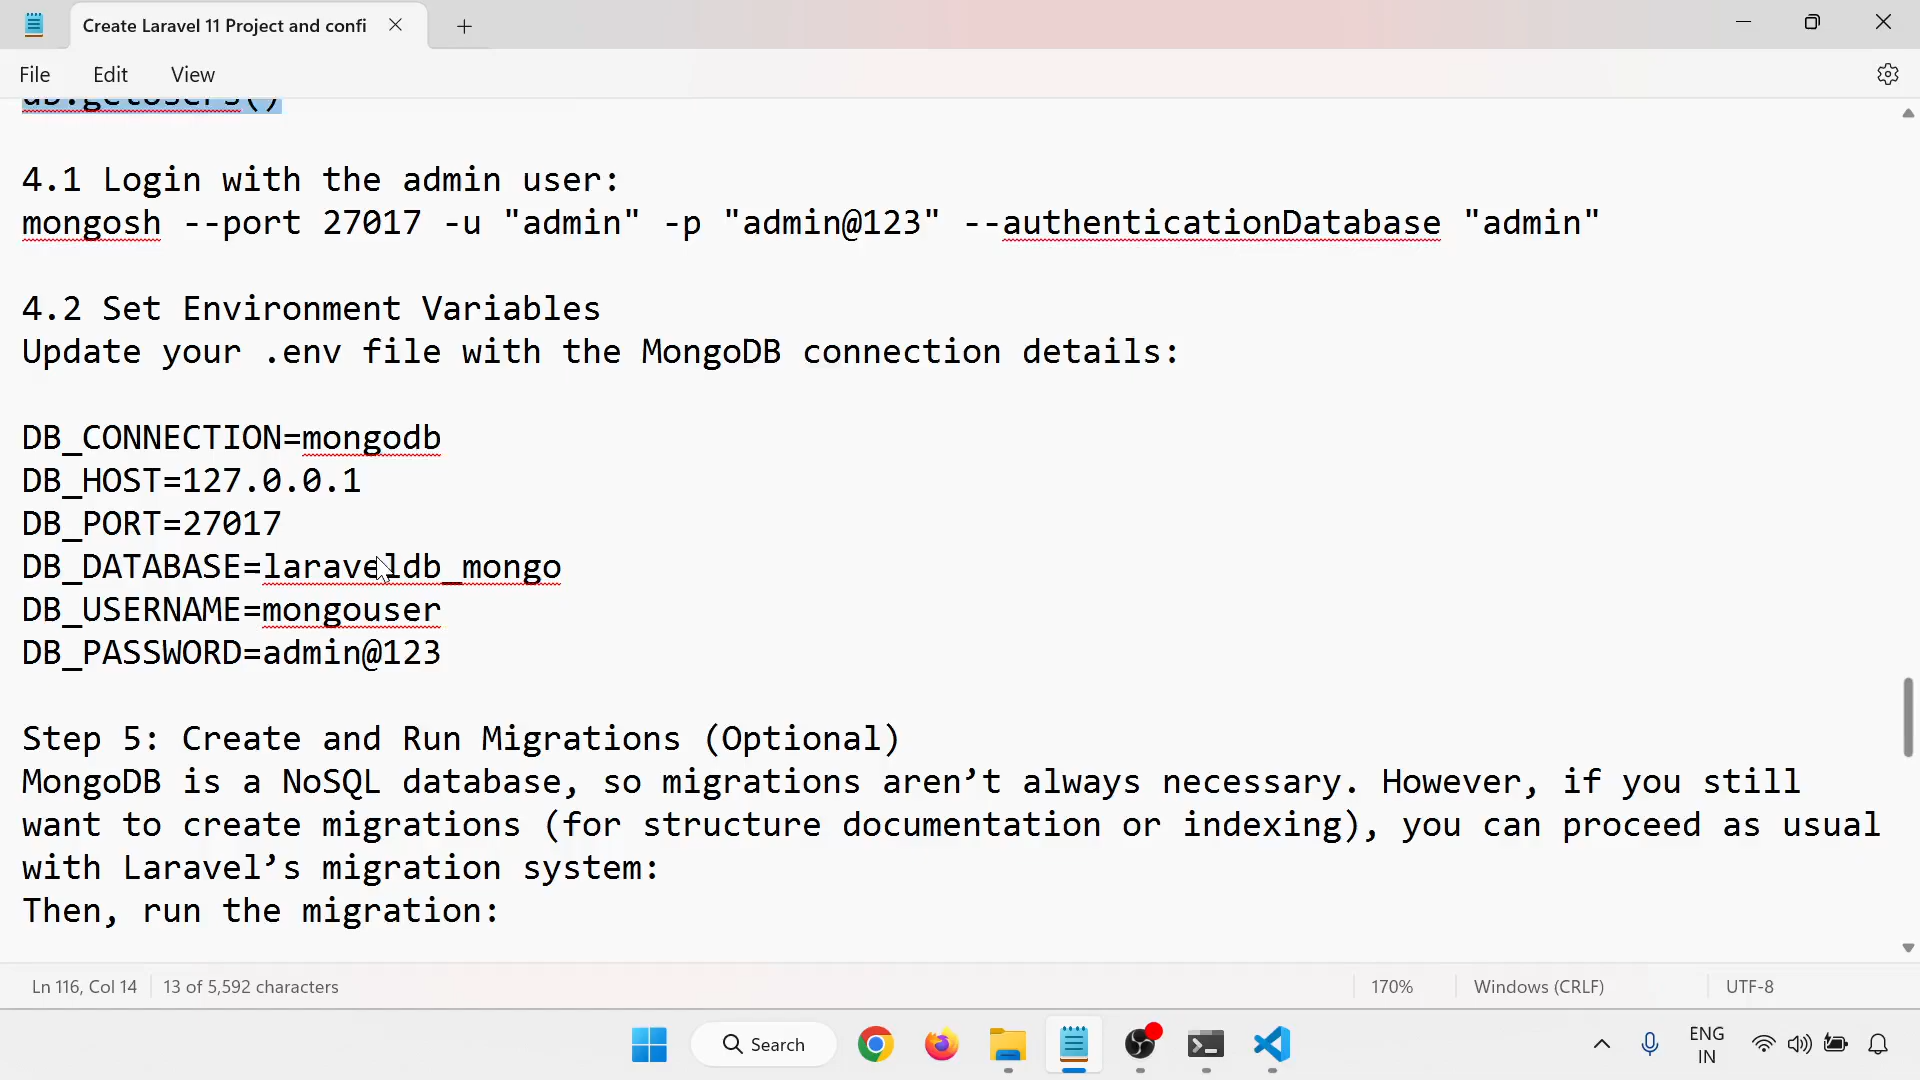 Create Laravel 11 Project and confi
File Edit View
db.getUsers()
4.1 Login with the admin user:
mongosh --port 27017 -u "admin" -p "admin@123" --authenticationDatabase "admin"
4.2 Set Environment Variables
Update your .env file with the MongoDB connection details:
DB_CONNECTION=mongodb
DB_HOST=127.0.0.1
DB_PORT=27017
DB_DATABASE=laraveldb_mongo
DB_USERNAME=mongouser
DB_PASSWORD=admin@123
Step 5: Create and Run Migrations (Optional)
MongoDB is a NoSQL database, so migrations aren’t always necessary. However, if you still
want to create migrations (for structure documentation or indexing), you can proceed as usual
with Laravel’s migration system:
Then, run the migration:
Ln 116, Col 14 13 of 5,592 characters 170% Windows (CRLF) UTF-8
Search
ENG
IN